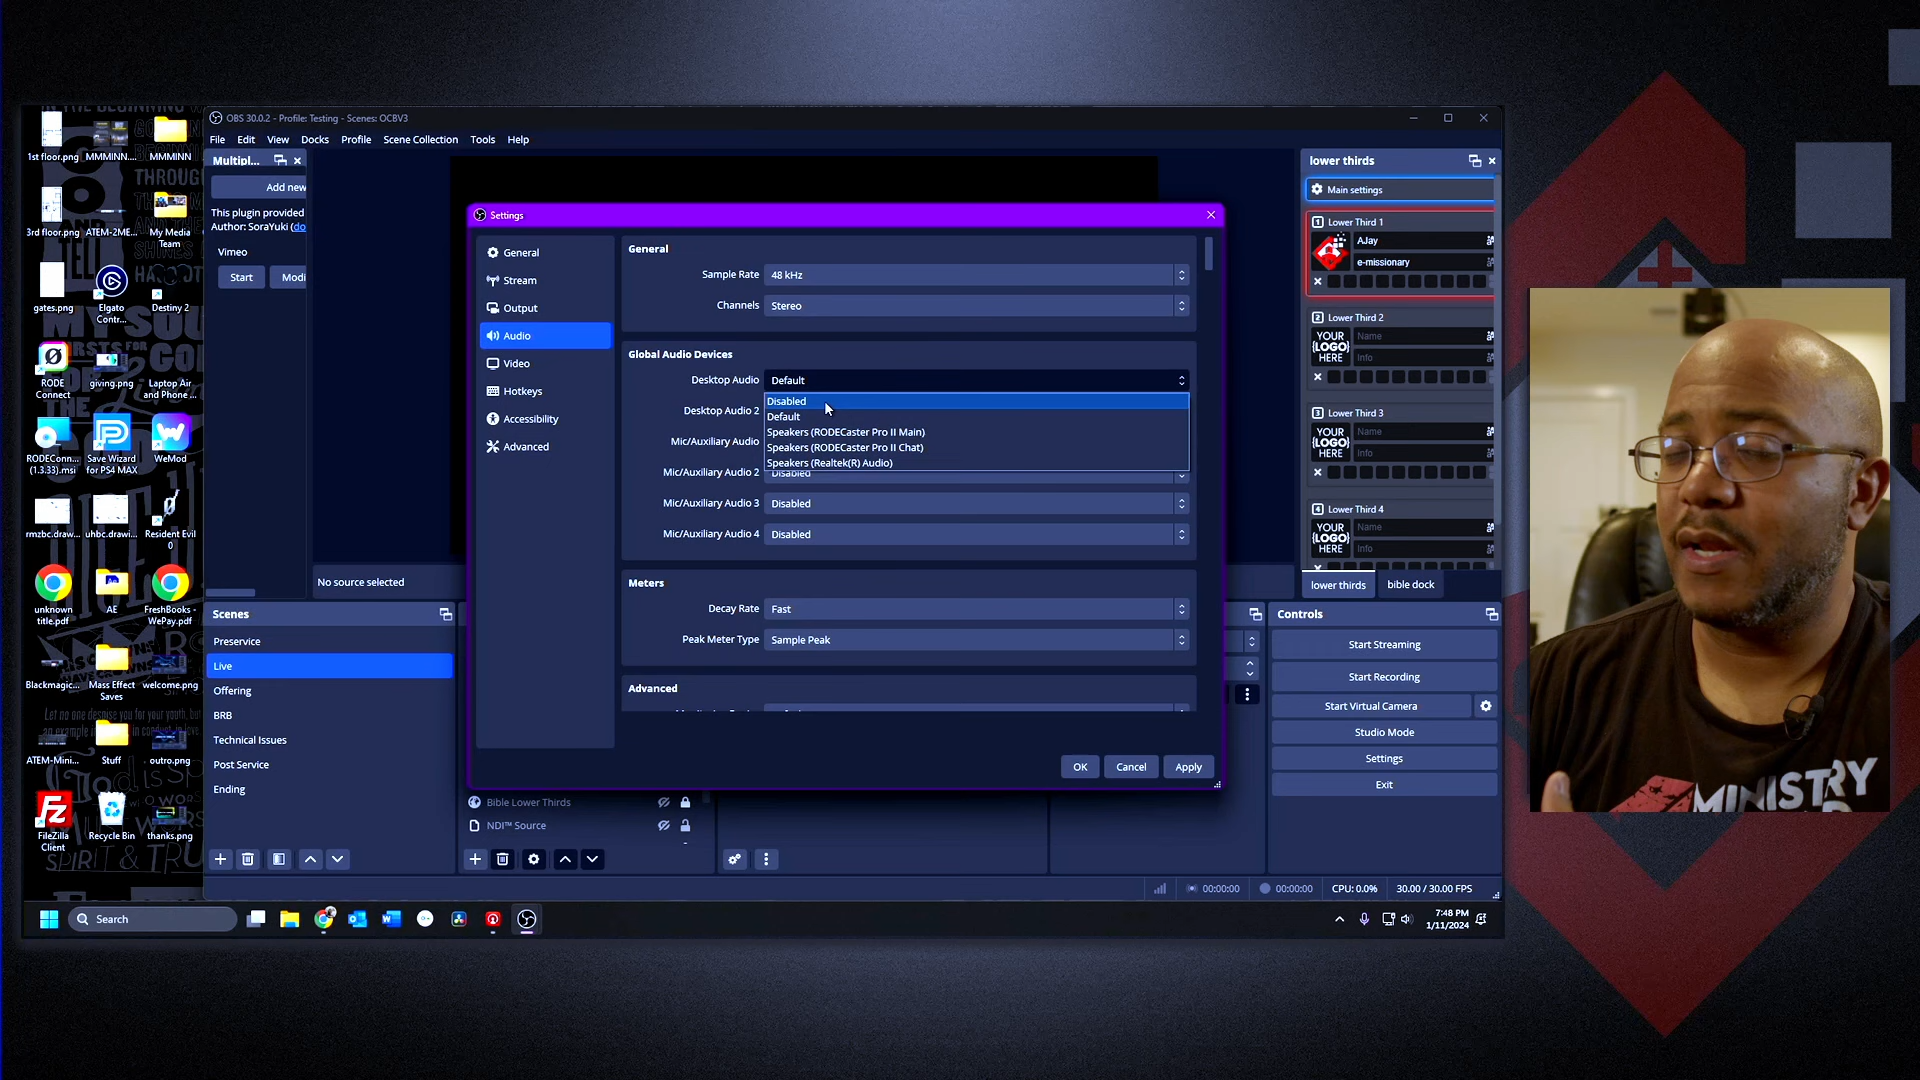 OBS 30.0.2 - Profile: Testing - Scenes: OCBV3
File Edit View Docks Profile Scene Collection Tools Help
1st floor.png
MMMINN....
MMMINN
3rd floor.png
ATEM-2ME...
My Media
Team
gates.png
Elgato
Contr...
Destiny 2
RODE
Connect
giving.png
Laptop Air
and Phone ...
RODEConn...
(1.3.33).msi
Save Wizard
for PS4 MAX
WeMod
rmzbc.draw...
uhbc.drawi...
Resident Evil
0
unknown
title.pdf
AE
FreshBooks -
WePay.pdf
Blackmagic...
Mass Effect
Saves
welcome.png
ATEM-Mini...
Stuff
outro.png
FileZilla
Client
Recycle Bin
thanks.png
Multipl...
Add new
This plugin provided
Author: SoraYuki (do
Vimeo
Start
Modi
No source selected
Scenes
Preservice
Live
Offering
BRB
Technical Issues
Post Service
Ending
Settings
General
Stream
Output
Audio
Video
Hotkeys
Accessibility
Advanced
General
Sample Rate 48 kHz
Channels Stereo
Global Audio Devices
Desktop Audio Default
Disabled
Desktop Audio 2
Default
Speakers (RODECaster Pro II Main)
Mic/Auxiliary Audio
Speakers (RODECaster Pro II Chat)
Speakers (Realtek(R) Audio)
Mic/Auxiliary Audio 2 Disabled
Mic/Auxiliary Audio 3 Disabled
Mic/Auxiliary Audio 4 Disabled
Meters
Decay Rate Fast
Peak Meter Type Sample Peak
Advanced
OK Cancel Apply
Bible Lower Thirds
NDI™ Source
lower thirds
Main settings
1 Lower Third 1
AJay
e-missionary
2 Lower Third 2
YOUR
{LOGO}
HERE
Name
Info
3 Lower Third 3
YOUR
{LOGO}
HERE
Name
Info
4 Lower Third 4
YOUR
{LOGO}
HERE
Name
Info
lower thirds
bible dock
Controls
Start Streaming
Start Recording
Start Virtual Camera
Studio Mode
Settings
Exit
00:00:00
00:00:00
CPU: 0.0%
30.00 / 30.00 FPS
Search
7:48 PM
1/11/2024
MINISTRY